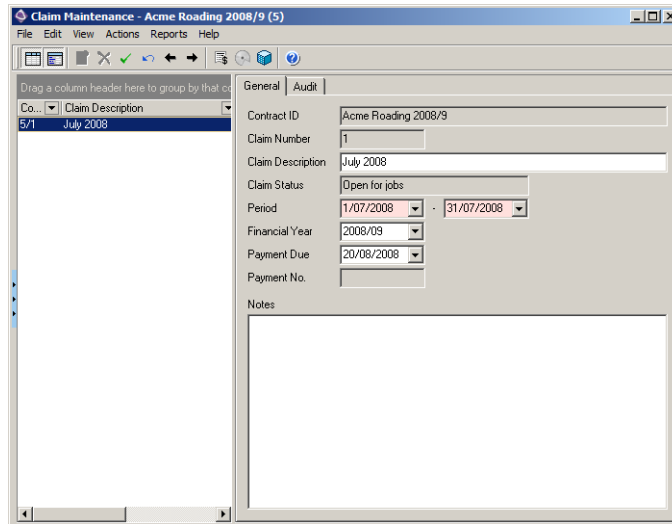 Claim Maintenance - Acme Roading 2008/9 (5)
File Edit View Actions Reports Help
Drag a column header here to group by that co
Co... Claim Description
5/1 July 2008
General Audit
Contract ID Acme Roading 2008/9
Claim Number 1
Claim Description July 2008
Claim Status Open for jobs
Period 1/07/2008 - 31/07/2008
Financial Year 2008/09
Payment Due 20/08/2008
Payment No.
Notes